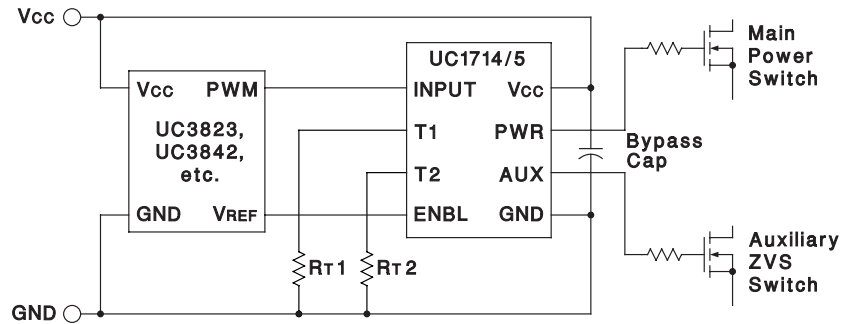 Vcc
UC1714/5
Vcc PWM
INPUT Vcc
UC3823,
UC3842,
etc.
T1 PWR
T2 AUX
GND VREF
ENBL GND
RT1
RT2
GND
Bypass
Cap
Main
Power
Switch
Auxiliary
ZVS
Switch